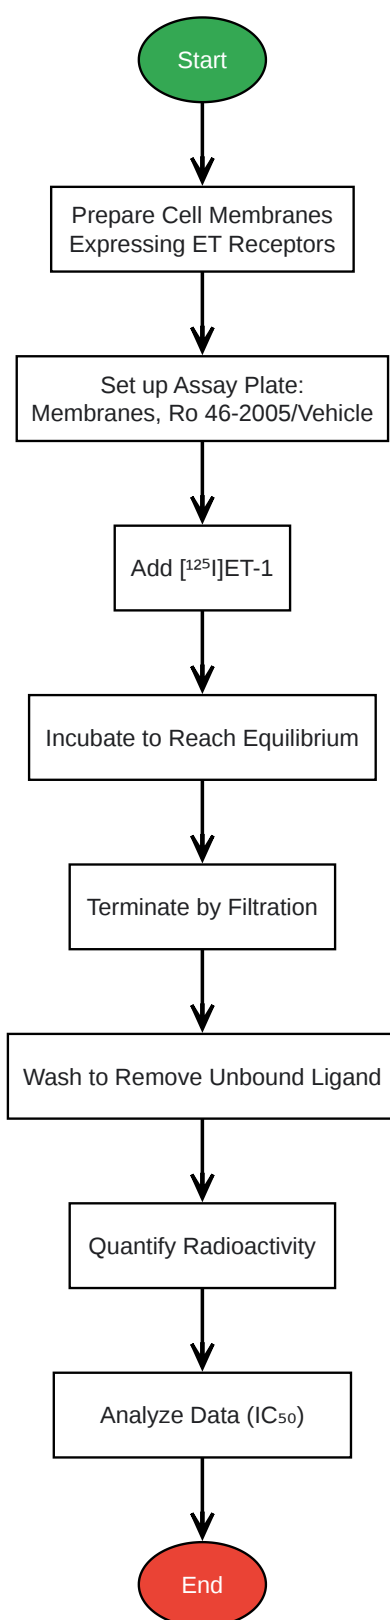 Start
Prepare Cell Membranes
Expressing ET Receptors
Set up Assay Plate:
Membranes, Ro 46-2005/Vehicle
Add [¹²⁵I]ET-1
Incubate to Reach Equilibrium
Terminate by Filtration
Wash to Remove Unbound Ligand
Quantify Radioactivity
Analyze Data (IC₅₀)
End